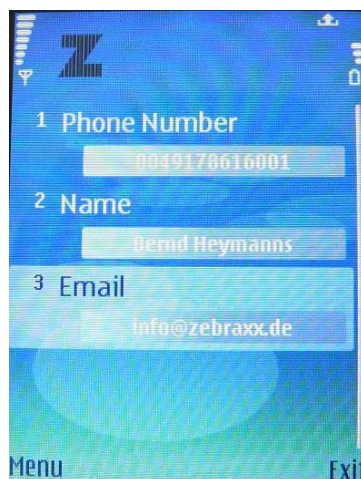 Z
1 Phone Number
0049178616001
2 Name
Bernd Heymanns
3 Email
info@zebraxx.de
Menu Exit